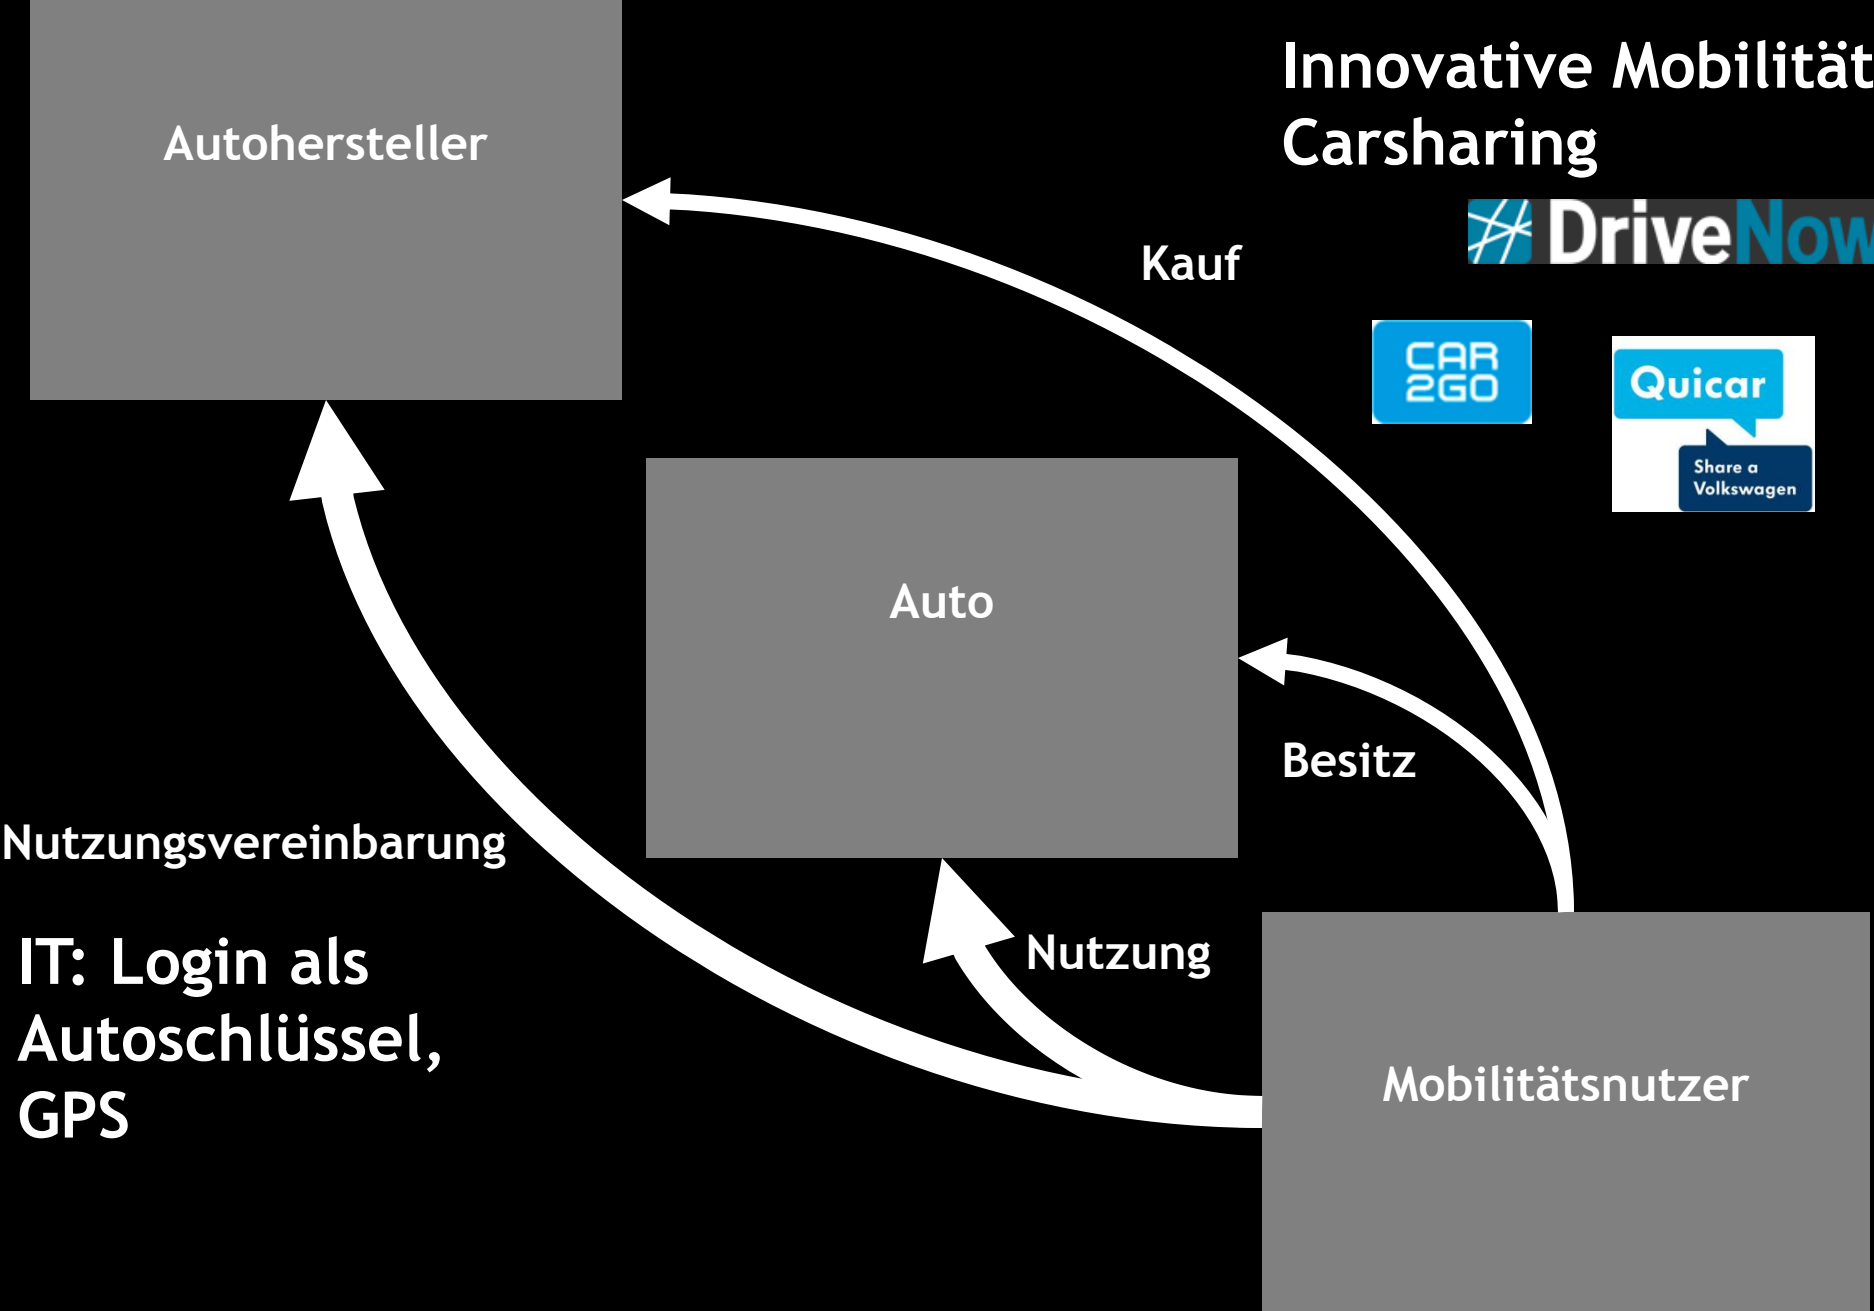 Innovative Mobilität
Carsharing
Autohersteller
DriveNow
Kauf
CAR
2GO
Quicar
Share a
Volkswagen
Auto
Besitz
Nutzungsvereinbarung
Nutzung
IT: Login als
Autoschlüssel,
GPS
Mobilitätsnutzer